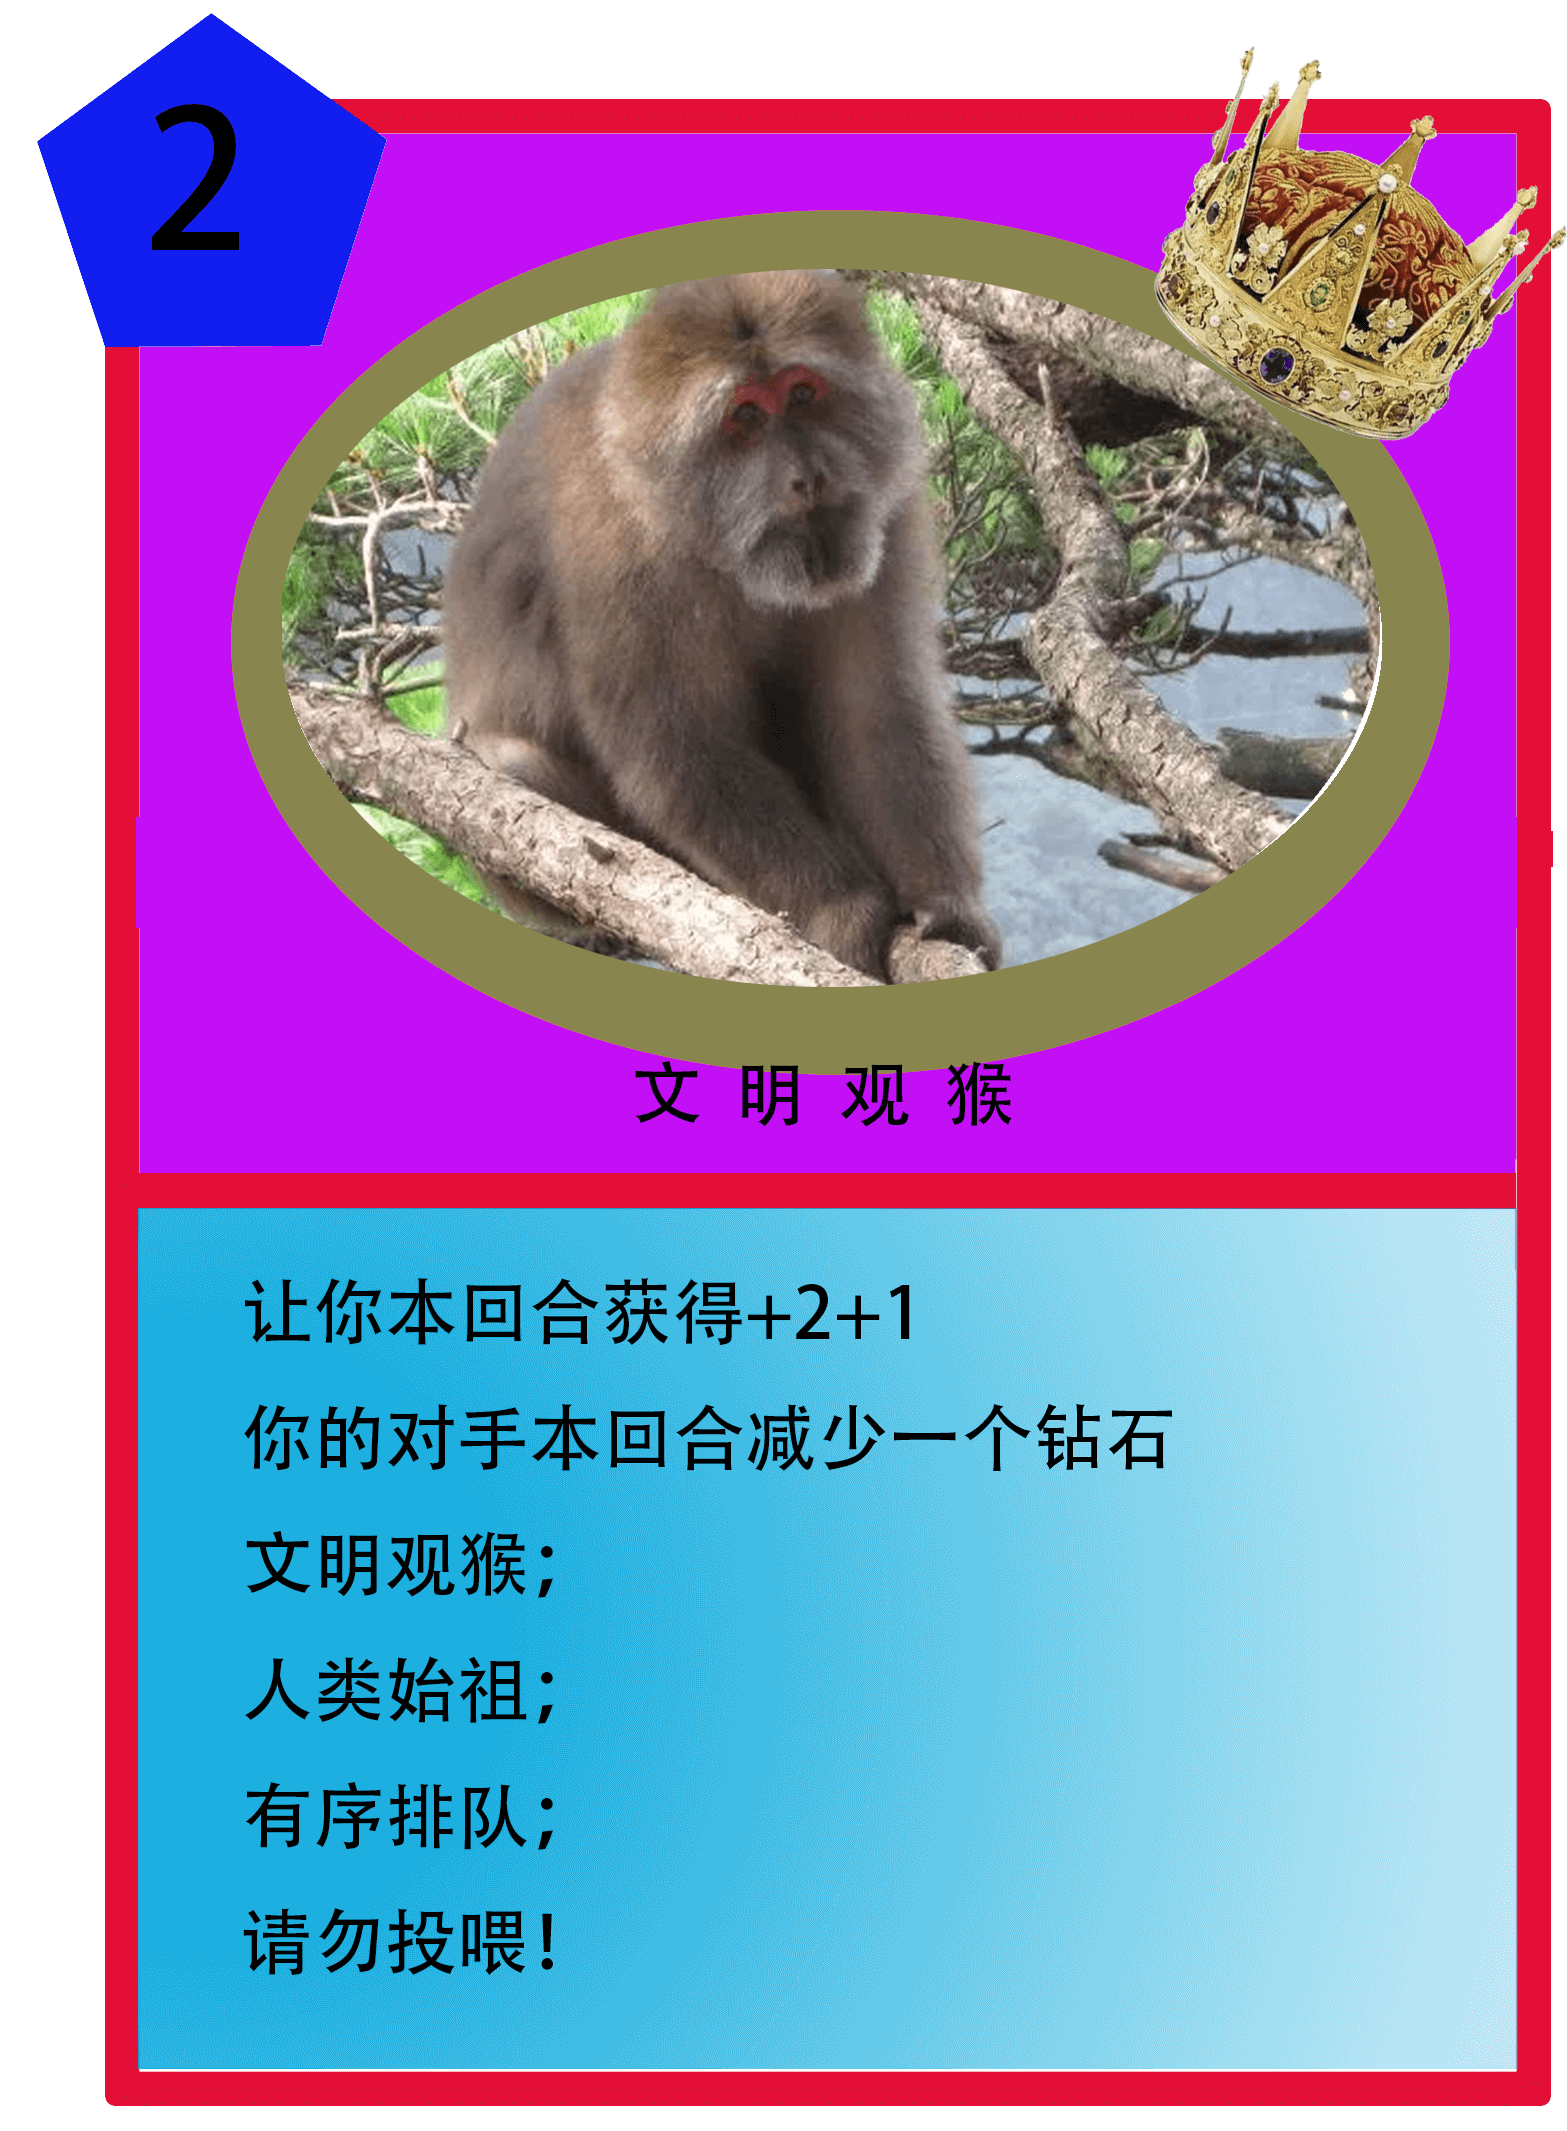 2
文明观猴
让你本回合获得+2+1
你的对手本回合减少一个钻石
文明观猴；
人类始祖；
有序排队；
请勿投喂！